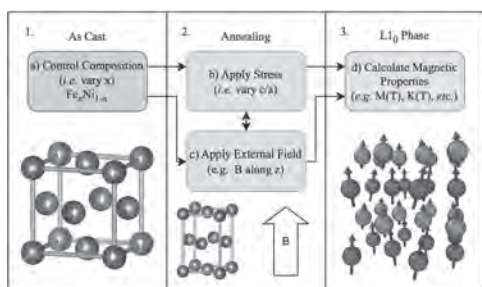 1. As Cast
a) Control Composition
(i.e. vary x)
FeₓNi₁₋ₙ
2. Annealing
b) Apply Stress
(i.e. vary c/a)
c) Apply External Field
(e.g. B along z)
B
3. L1₀ Phase
d) Calculate Magnetic
Properties
(e.g. M(T), K(T), etc.)